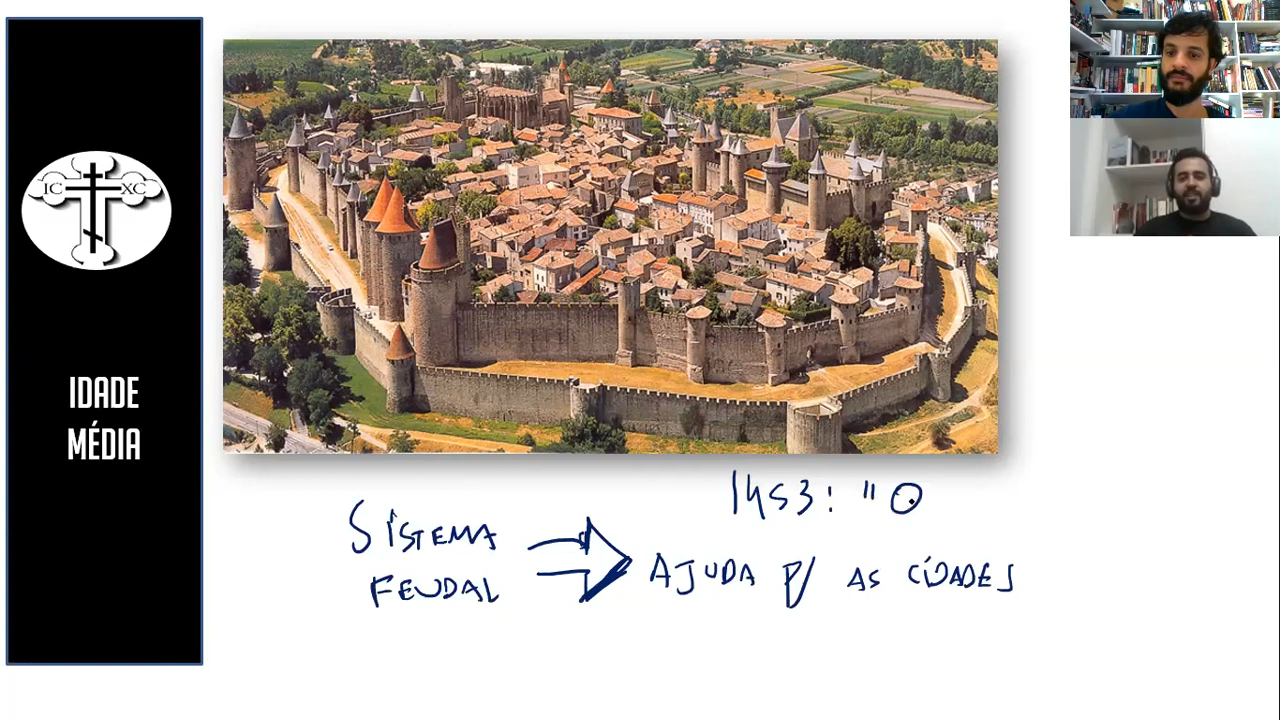 IC XC
IDADE
MÉDIA
1453: "O
SISTEMA
FEUDAL
AJUDA P/ AS CIDADES